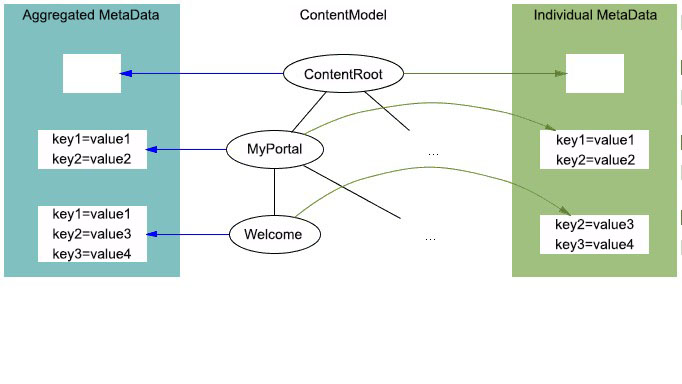 Aggregated MetaData
ContentModel
Individual MetaData
ContentRoot
key1=value1
key2=value2
MyPortal
...
key1=value1
key2=value2
key1=value1
key2=value3
key3=value4
Welcome
...
key2=value3
key3=value4